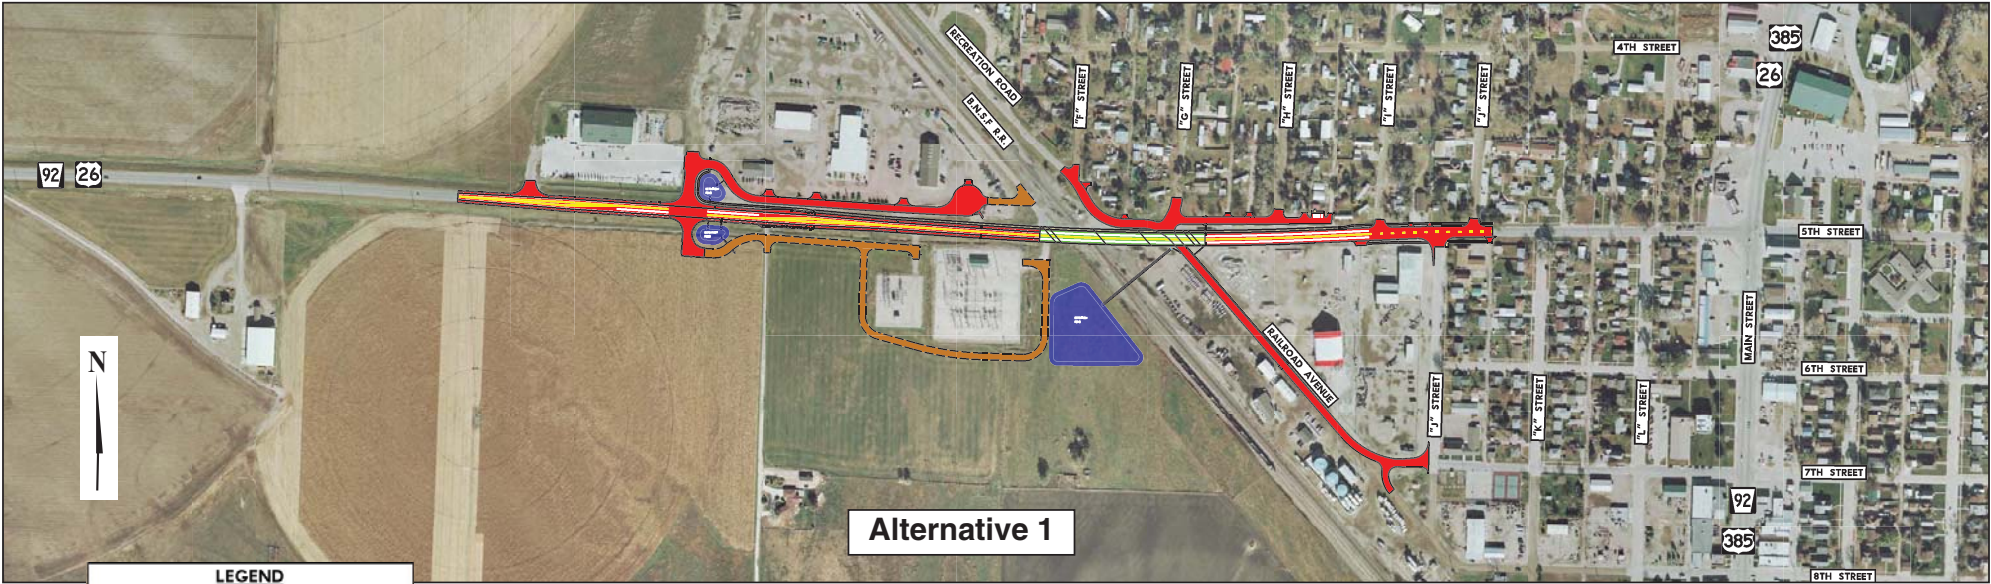 RECREATION ROAD
B.N.S.F R.R.
"F" STREET
"G" STREET
"H" STREET
"I" STREET
"J" STREET
4TH STREET
385
26
92 26
5TH STREET
MAIN STREET
RAILROAD AVENUE
"J" STREET
"K" STREET
"L" STREET
6TH STREET
7TH STREET
92
385
8TH STREET
N
Alternative 1
LEGEND